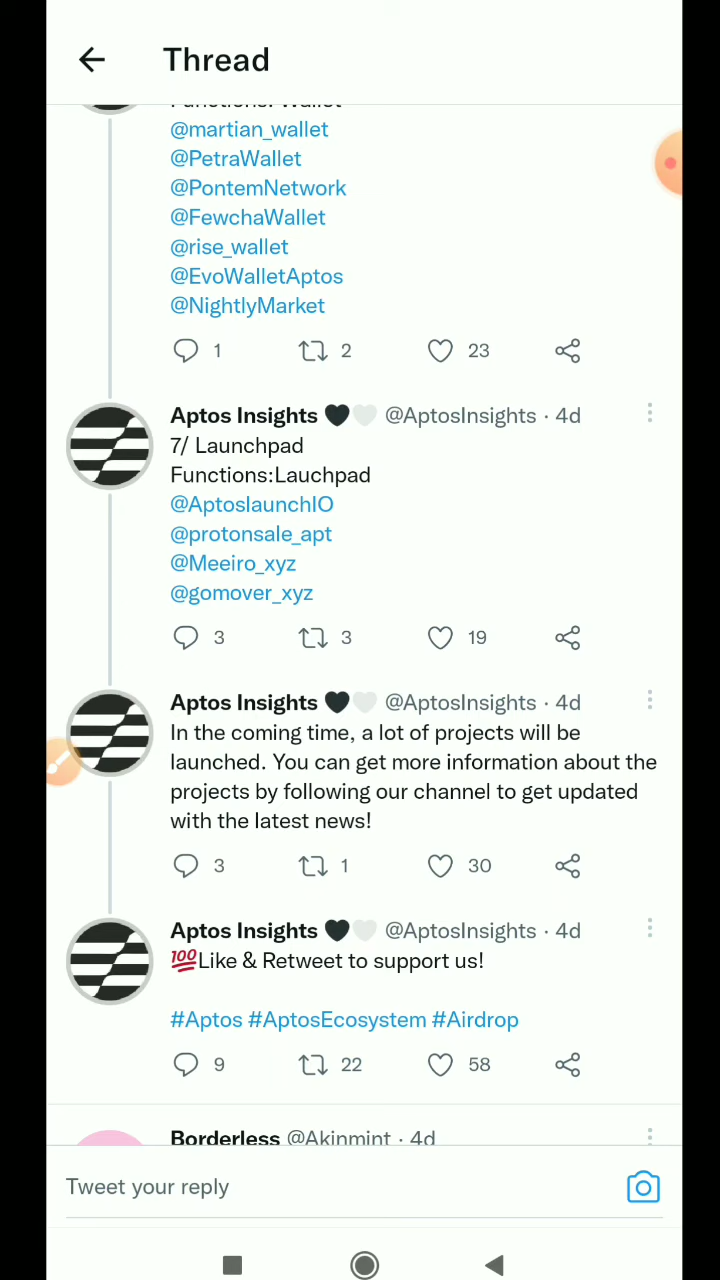 Thread
Functions: Wallet
@martian_wallet
@PetraWallet
@PontemNetwork
@FewchaWallet
@rise_wallet
@EvoWalletAptos
@NightlyMarket
1 2 23
Aptos Insights 🖤🤍 @AptosInsights · 4d
7/ Launchpad
Functions:Lauchpad
@AptoslaunchIO
@protonsale_apt
@Meeiro_xyz
@gomover_xyz
3 3 19
Aptos Insights 🖤🤍 @AptosInsights · 4d
In the coming time, a lot of projects will be
launched. You can get more information about the
projects by following our channel to get updated
with the latest news!
3 1 30
Aptos Insights 🖤🤍 @AptosInsights · 4d
💯Like & Retweet to support us!
#Aptos #AptosEcosystem #Airdrop
9 22 58
Borderless @Akinmint · 4d
Tweet your reply